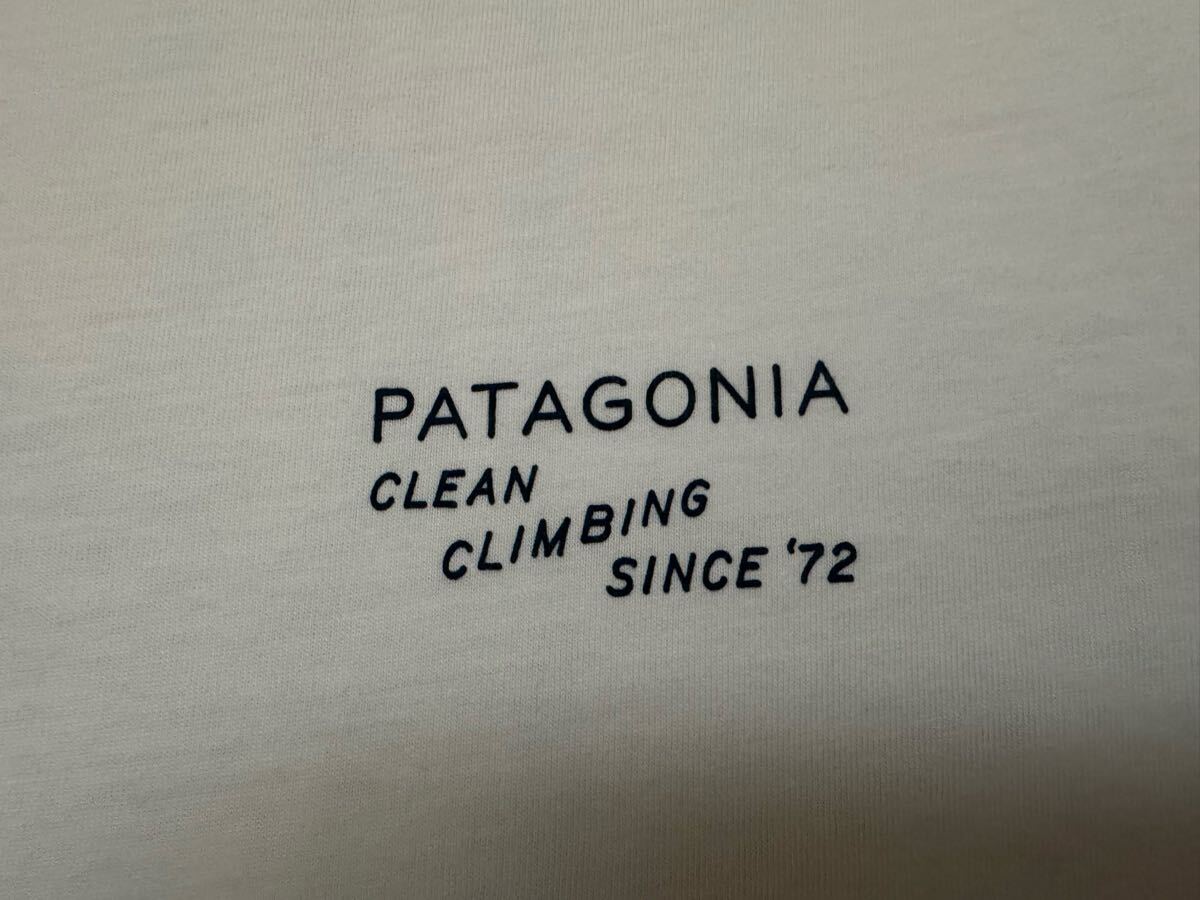 PATAGONIA
CLEAN
CLIMBING
SINCE ‘72